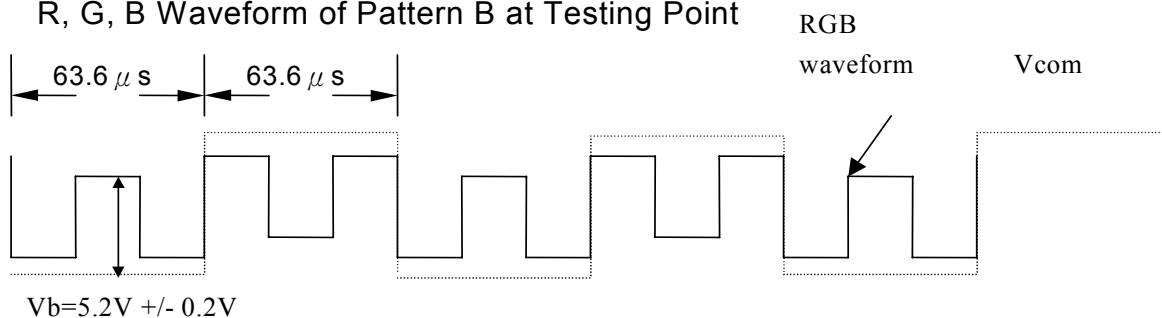 R, G, B Waveform of Pattern B at Testing Point
RGB
waveform
Vcom
63.6 μ s
63.6 μ s
Vb=5.2V +/- 0.2V